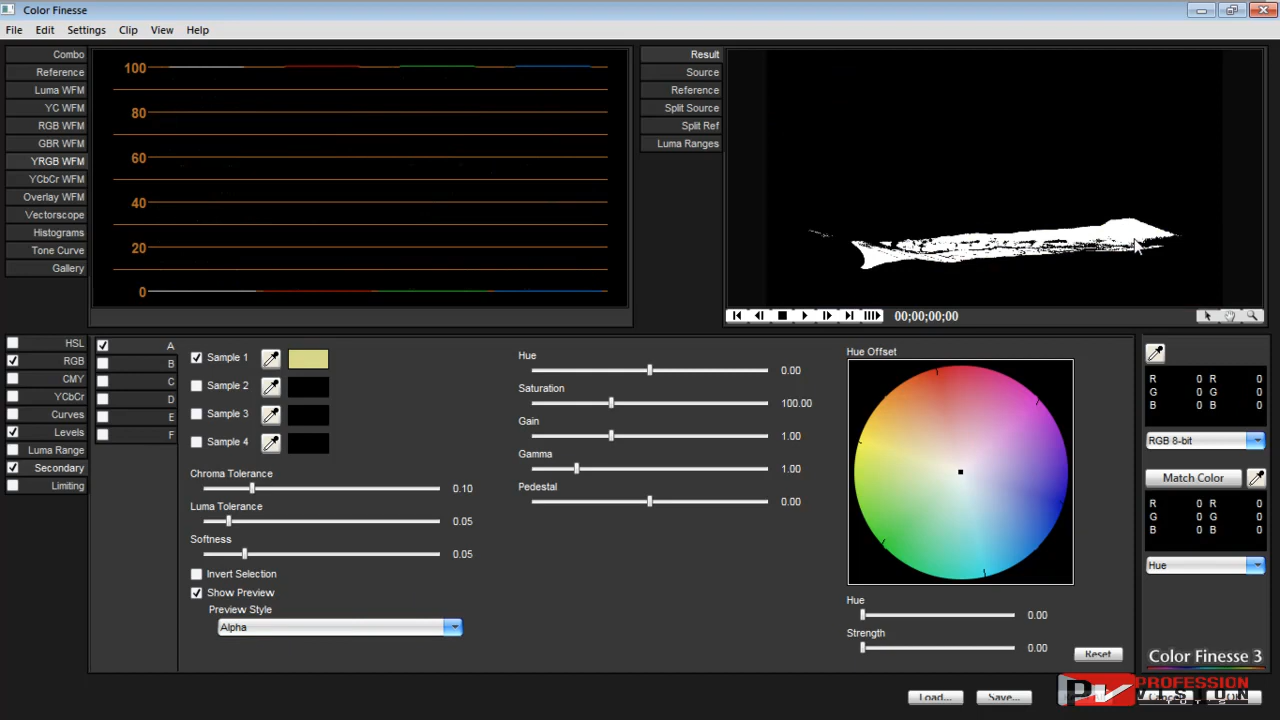 Color Finesse
File Edit Settings Clip View Help
Combo
Reference
Luma WFM
YC WFM
RGB WFM
GBR WFM
YRGB WFM
YCbCr WFM
Overlay WFM
Vectorscope
Histograms
Tone Curve
Gallery
100
80
60
40
20
0
Result
Source
Reference
Split Source
Split Ref
Luma Ranges
00;00;00;00
HSL
RGB
CMY
YCbCr
Curves
Levels
Luma Range
Secondary
Limiting
A
B
C
D
E
F
Sample 1
Sample 2
Sample 3
Sample 4
Chroma Tolerance
0.10
Luma Tolerance
0.05
Softness
0.05
Invert Selection
Show Preview
Preview Style
Alpha
Hue
0.00
Saturation
100.00
Gain
1.00
Gamma
1.00
Pedestal
0.00
Hue Offset
Hue
0.00
Strength
0.00
Reset
R 0 R 0
G 0 G 0
B 0 B 0
RGB 8-bit
Match Color
R 0 R 0
G 0 G 0
B 0 B 0
Hue
Color Finesse 3
Load... Save...
PROFESSION
VISION